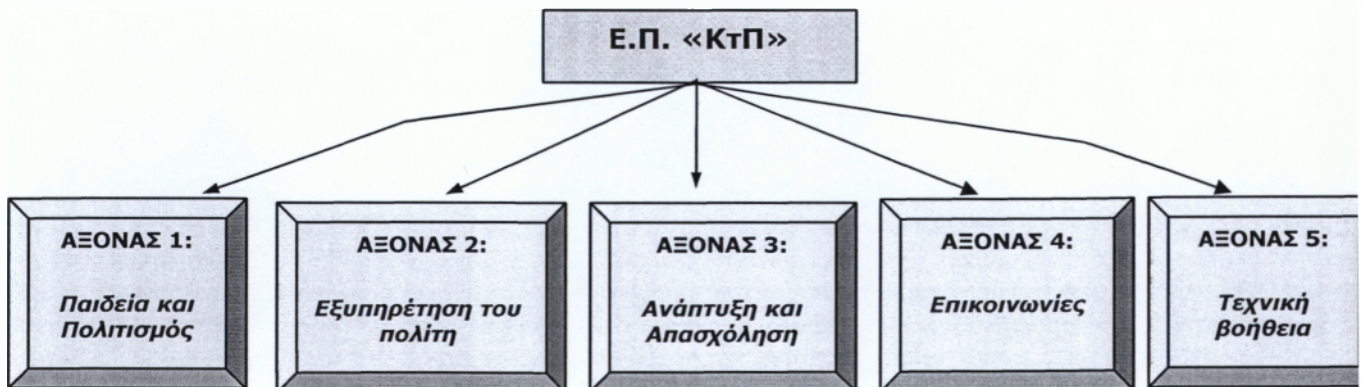 Ε.Π. «ΚτΠ»
ΑΞΟΝΑΣ 1:
Παιδεία και
Πολιτισμός
ΑΞΟΝΑΣ 2:
Εξυπηρέτηση του
πολίτη
ΑΞΟΝΑΣ 3:
Ανάπτυξη και
Απασχόληση
ΑΞΟΝΑΣ 4:
Επικοινωνίες
ΑΞΟΝΑΣ 5:
Τεχνική
βοήθεια